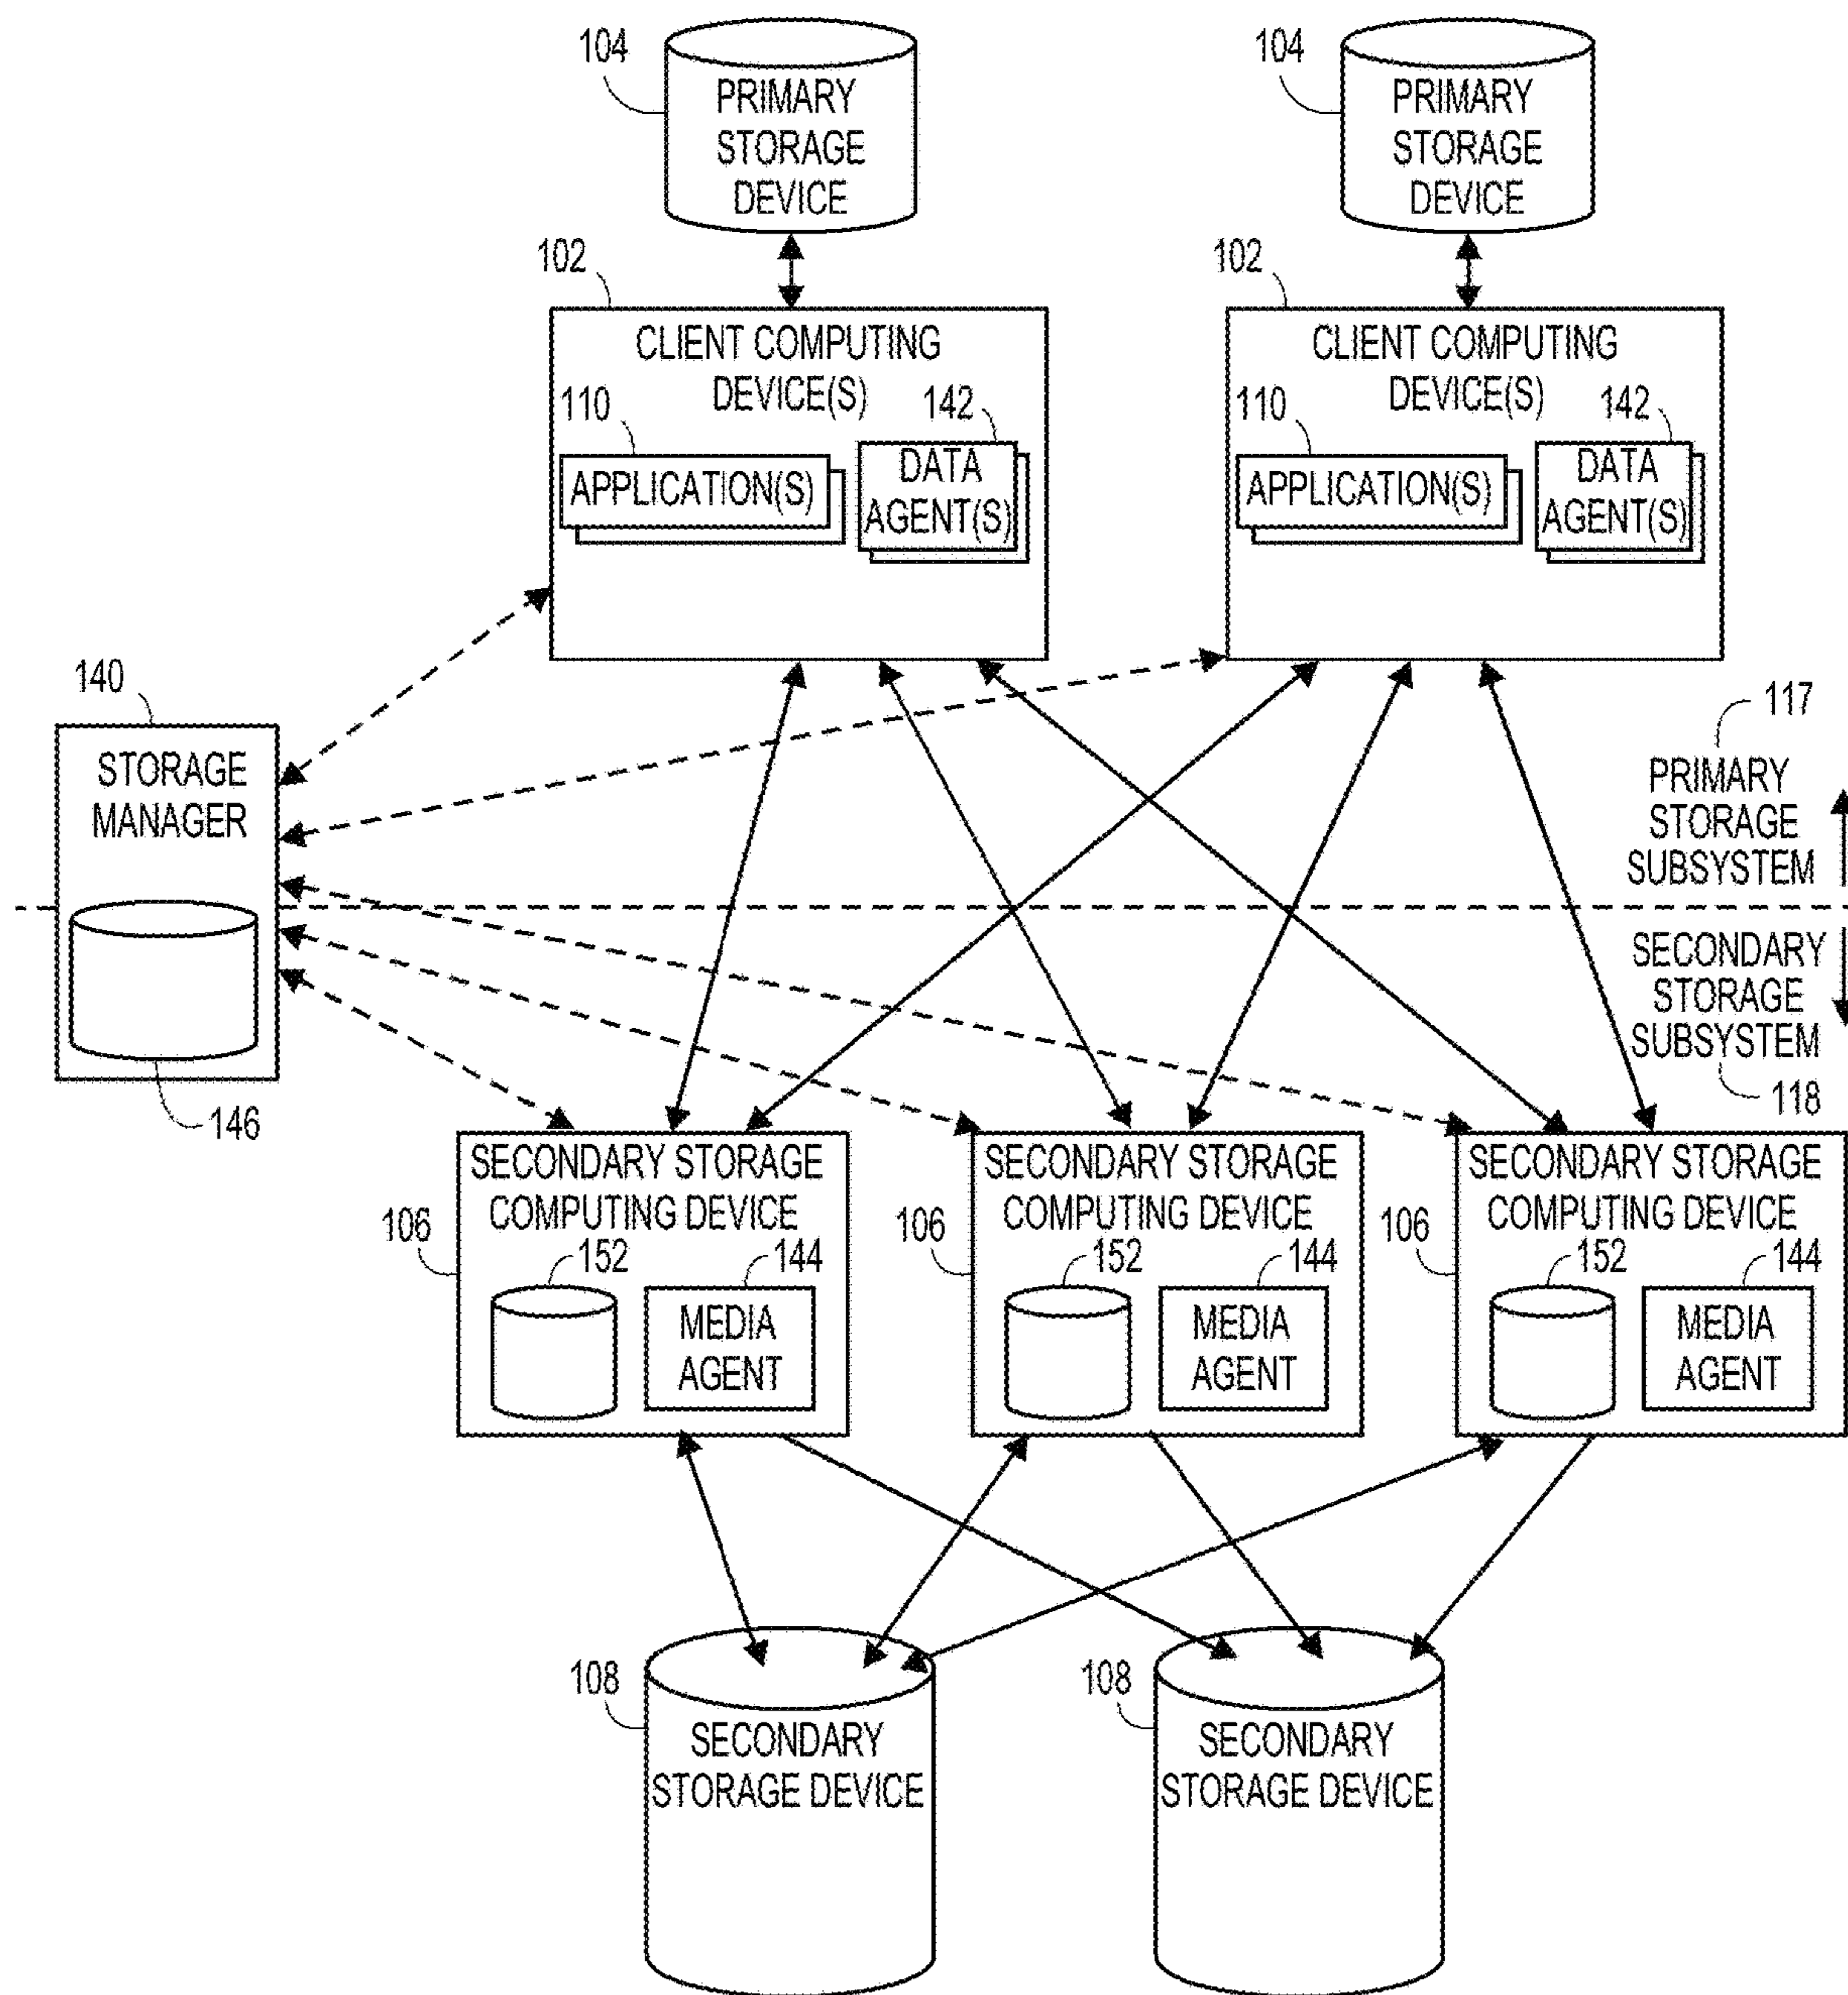 104
PRIMARY
STORAGE
DEVICE
104
PRIMARY
STORAGE
DEVICE
102
CLIENT COMPUTING
DEVICE(S)
110
142
APPLICATION(S)
DATA
AGENT(S)
102
CLIENT COMPUTING
DEVICE(S)
110
142
APPLICATION(S)
DATA
AGENT(S)
140
STORAGE
MANAGER
146
117
PRIMARY
STORAGE
SUBSYSTEM
SECONDARY
STORAGE
SUBSYSTEM
118
SECONDARY STORAGE
COMPUTING DEVICE
106
152
144
MEDIA
AGENT
SECONDARY STORAGE
COMPUTING DEVICE
106
152
144
MEDIA
AGENT
SECONDARY STORAGE
COMPUTING DEVICE
106
152
144
MEDIA
AGENT
108
SECONDARY
STORAGE DEVICE
108
SECONDARY
STORAGE DEVICE